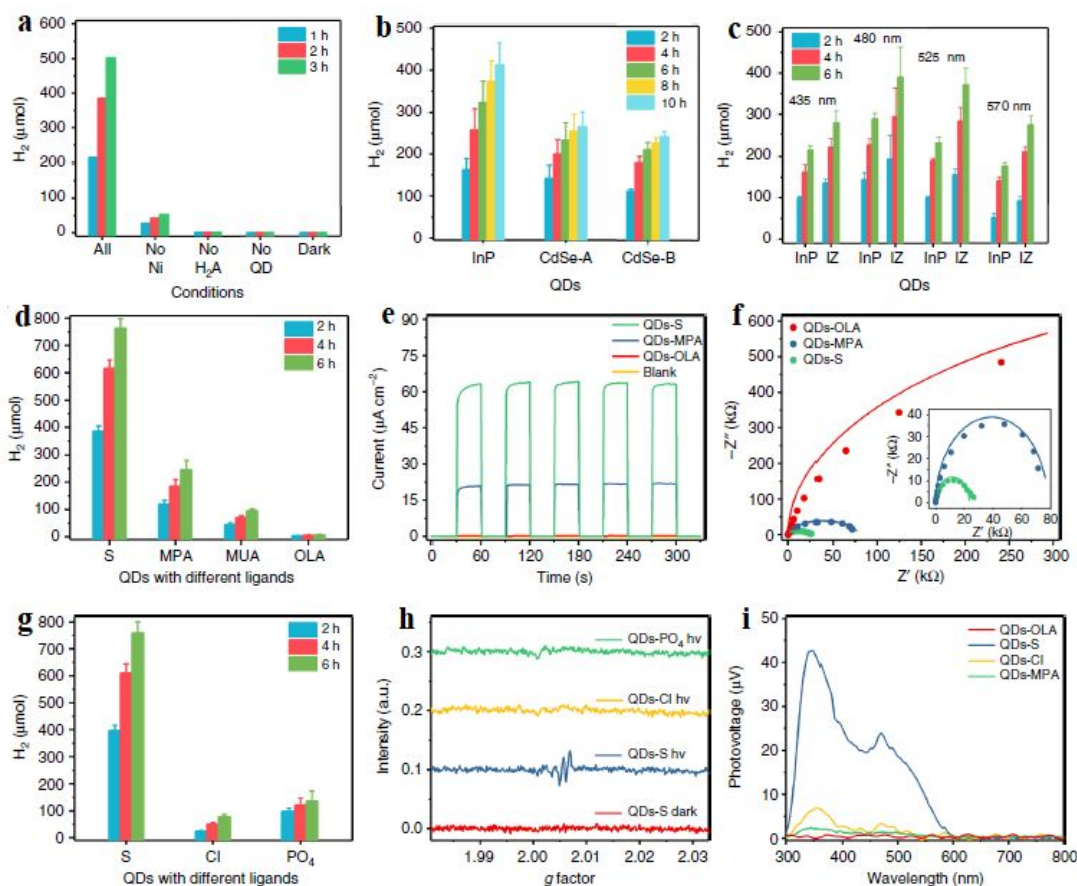 a
600
500
400
300
200
100
0
H₂ (μmol)
1 h
2 h
3 h
All
No
Ni
No
H₂A
No
QD
Dark
Conditions
b
500
400
300
200
100
0
H₂ (μmol)
2 h
4 h
6 h
8 h
10 h
InP
CdSe-A
CdSe-B
QDs
c
500
400
300
200
100
0
H₂ (μmol)
2 h
4 h
6 h
435 nm
480 nm
525 nm
570 nm
InP IZ InP IZ InP IZ InP IZ
QDs
d
800
700
600
500
400
300
200
100
0
H₂ (μmol)
2 h
4 h
6 h
S
MPA
MUA
OLA
QDs with different ligands
e
90
75
60
45
30
15
0
Current (μA cm⁻²)
QDs-S
QDs-MPA
QDs-OLA
Blank
0 60 120 180 240 300
Time (s)
f
−600
500
400
300
200
100
0
−Z″ (kΩ)
QDs-OLA
QDs-MPA
QDs-S
40
30
20
10
0
−Z″ (kΩ)
0 20 40 60 80
Z′ (kΩ)
0 50 100 150 200 250 300
Z′ (kΩ)
g
800
700
600
500
400
300
200
100
0
H₂ (μmol)
2 h
4 h
6 h
S
Cl
PO₄
QDs with different ligands
h
0.3
0.2
0.1
0.0
Intensity (a.u.)
QDs-PO₄ hv
QDs-Cl hv
QDs-S hv
QDs-S dark
1.99 2.00 2.01 2.02 2.03
g factor
i
50
40
30
20
10
0
Photovoltage (μV)
QDs-OLA
QDs-S
QDs-Cl
QDs-MPA
300 400 500 600 700 800
Wavelength (nm)